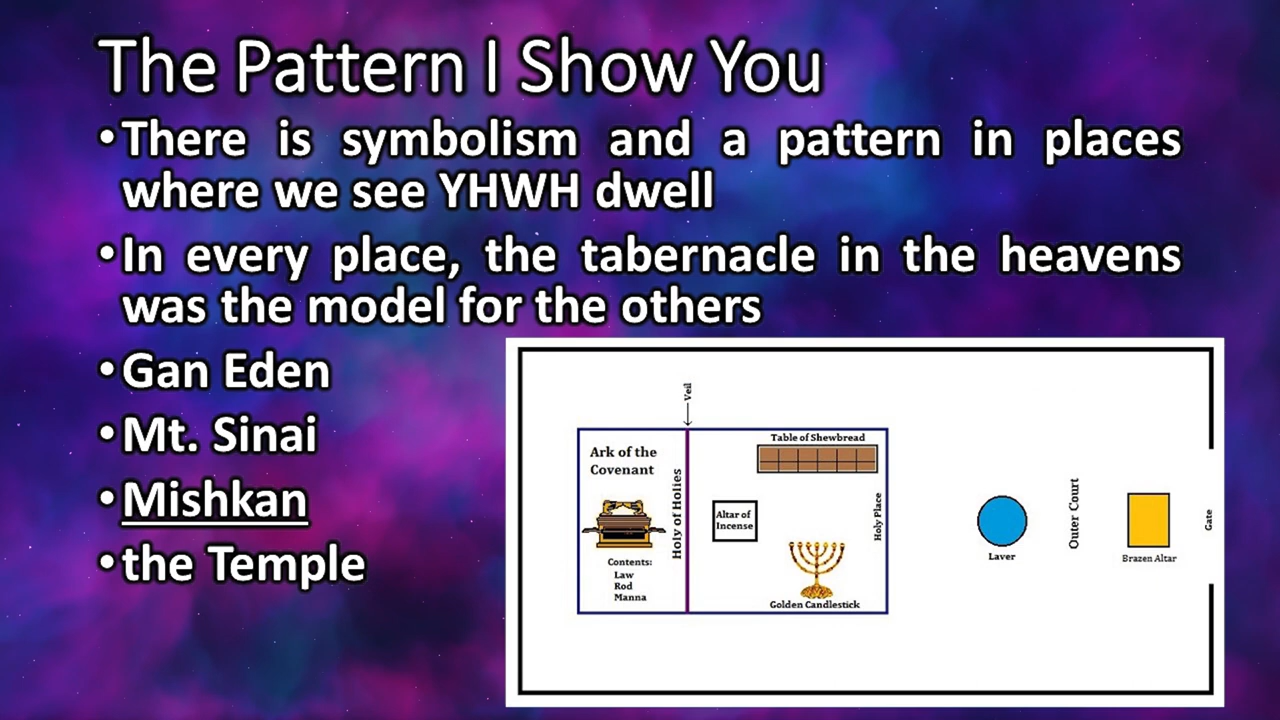 The Pattern I Show You
•There is symbolism and a pattern in places
where we see YHWH dwell
•In every place, the tabernacle in the heavens
was the model for the others
•Gan Eden
•Mt. Sinai
•Mishkan
•the Temple
Veil
Ark of the
Covenant
Contents:
Law
Rod
Manna
Holy of Holies
Table of Shewbread
Altar of
Incense
Golden Candlestick
Holy Place
Laver
Outer Court
Brazen Altar
Gate